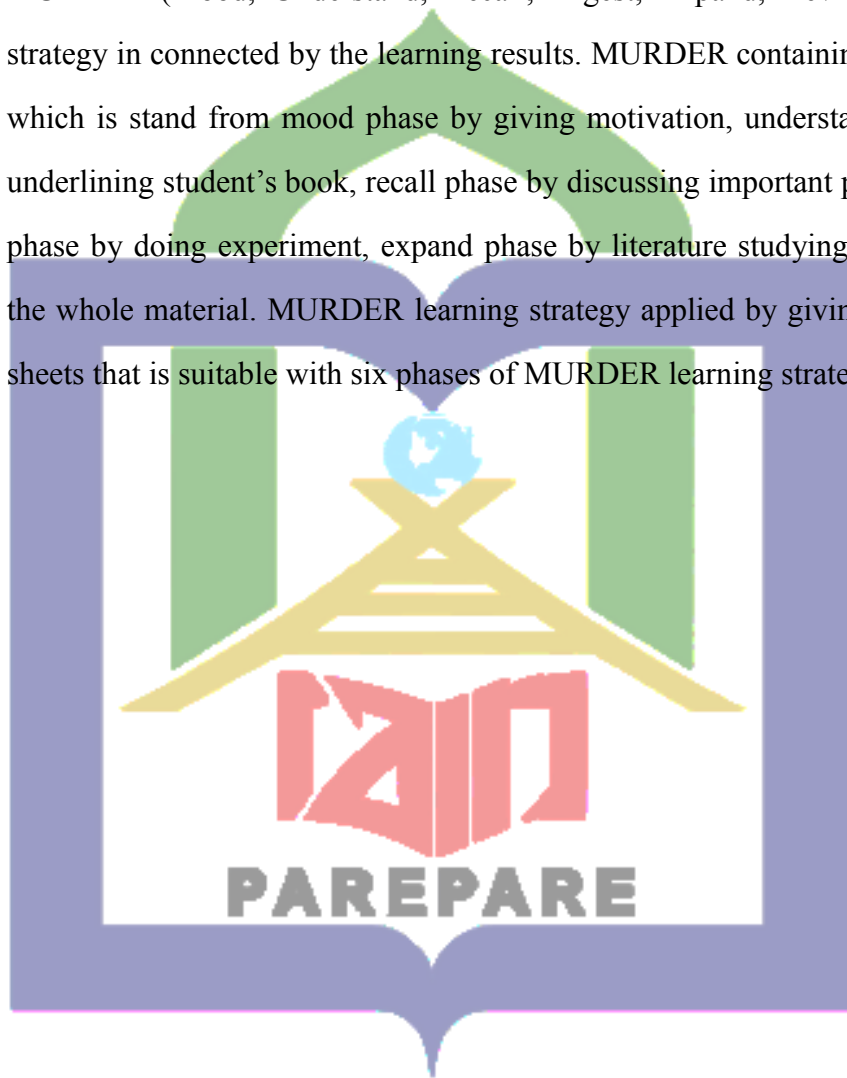 strategy in connected by the learning results. MURDER containin
which is stand from mood phase by giving motivation, understa
underlining student's book, recall phase by discussing important p
phase by doing experiment, expand phase by literature studying
the whole material. MURDER learning strategy applied by givin
sheets that is suitable with six phases of MURDER learning strate
iain
PAREPARE